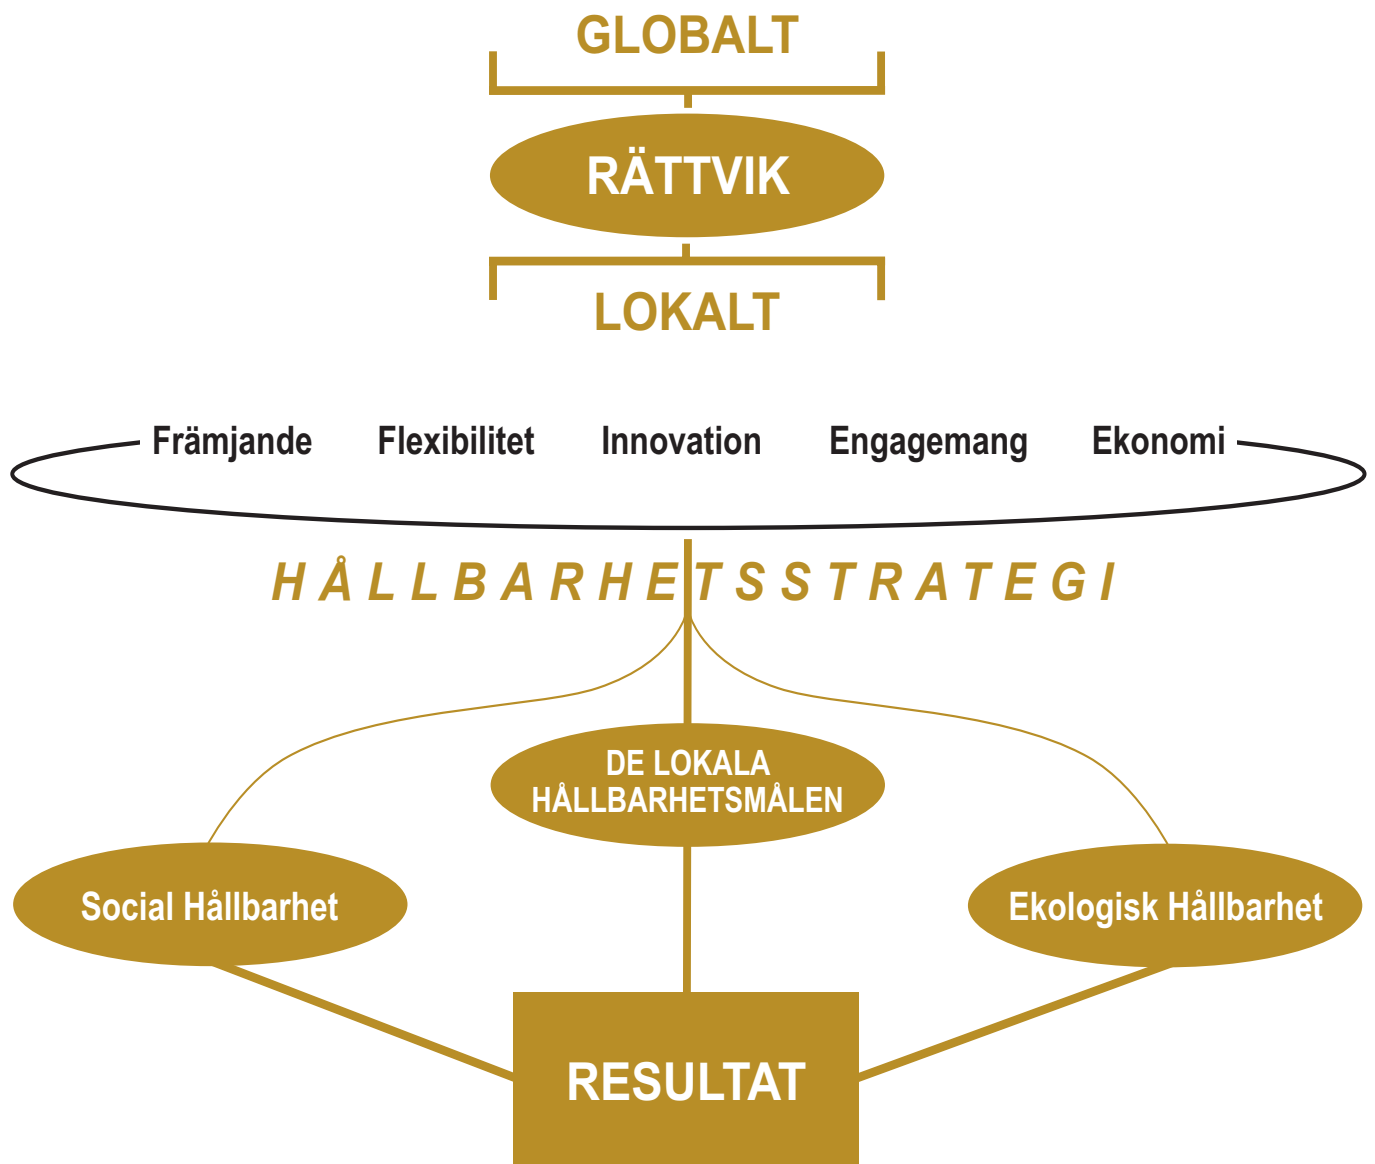 GLOBALT
RÄTTVIK
LOKALT
Främjande Flexibilitet Innovation Engagemang Ekonomi
HÅLLBARHETSSTRATEGI
DE LOKALA
HÅLLBARHETSMÅLEN
Social Hållbarhet
Ekologisk Hållbarhet
RESULTAT